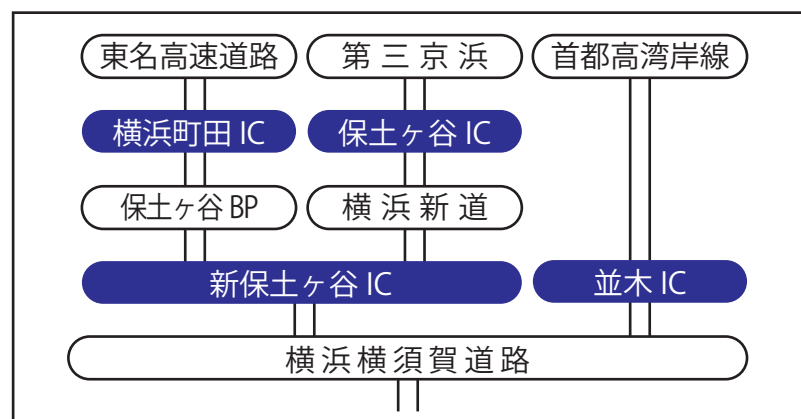 東名高速道路
第三京浜
首都高湾岸線
横浜町田 IC
保土ヶ谷 IC
保土ヶ谷 BP
横浜新道
新保土ヶ谷 IC
並木 IC
横浜横須賀道路